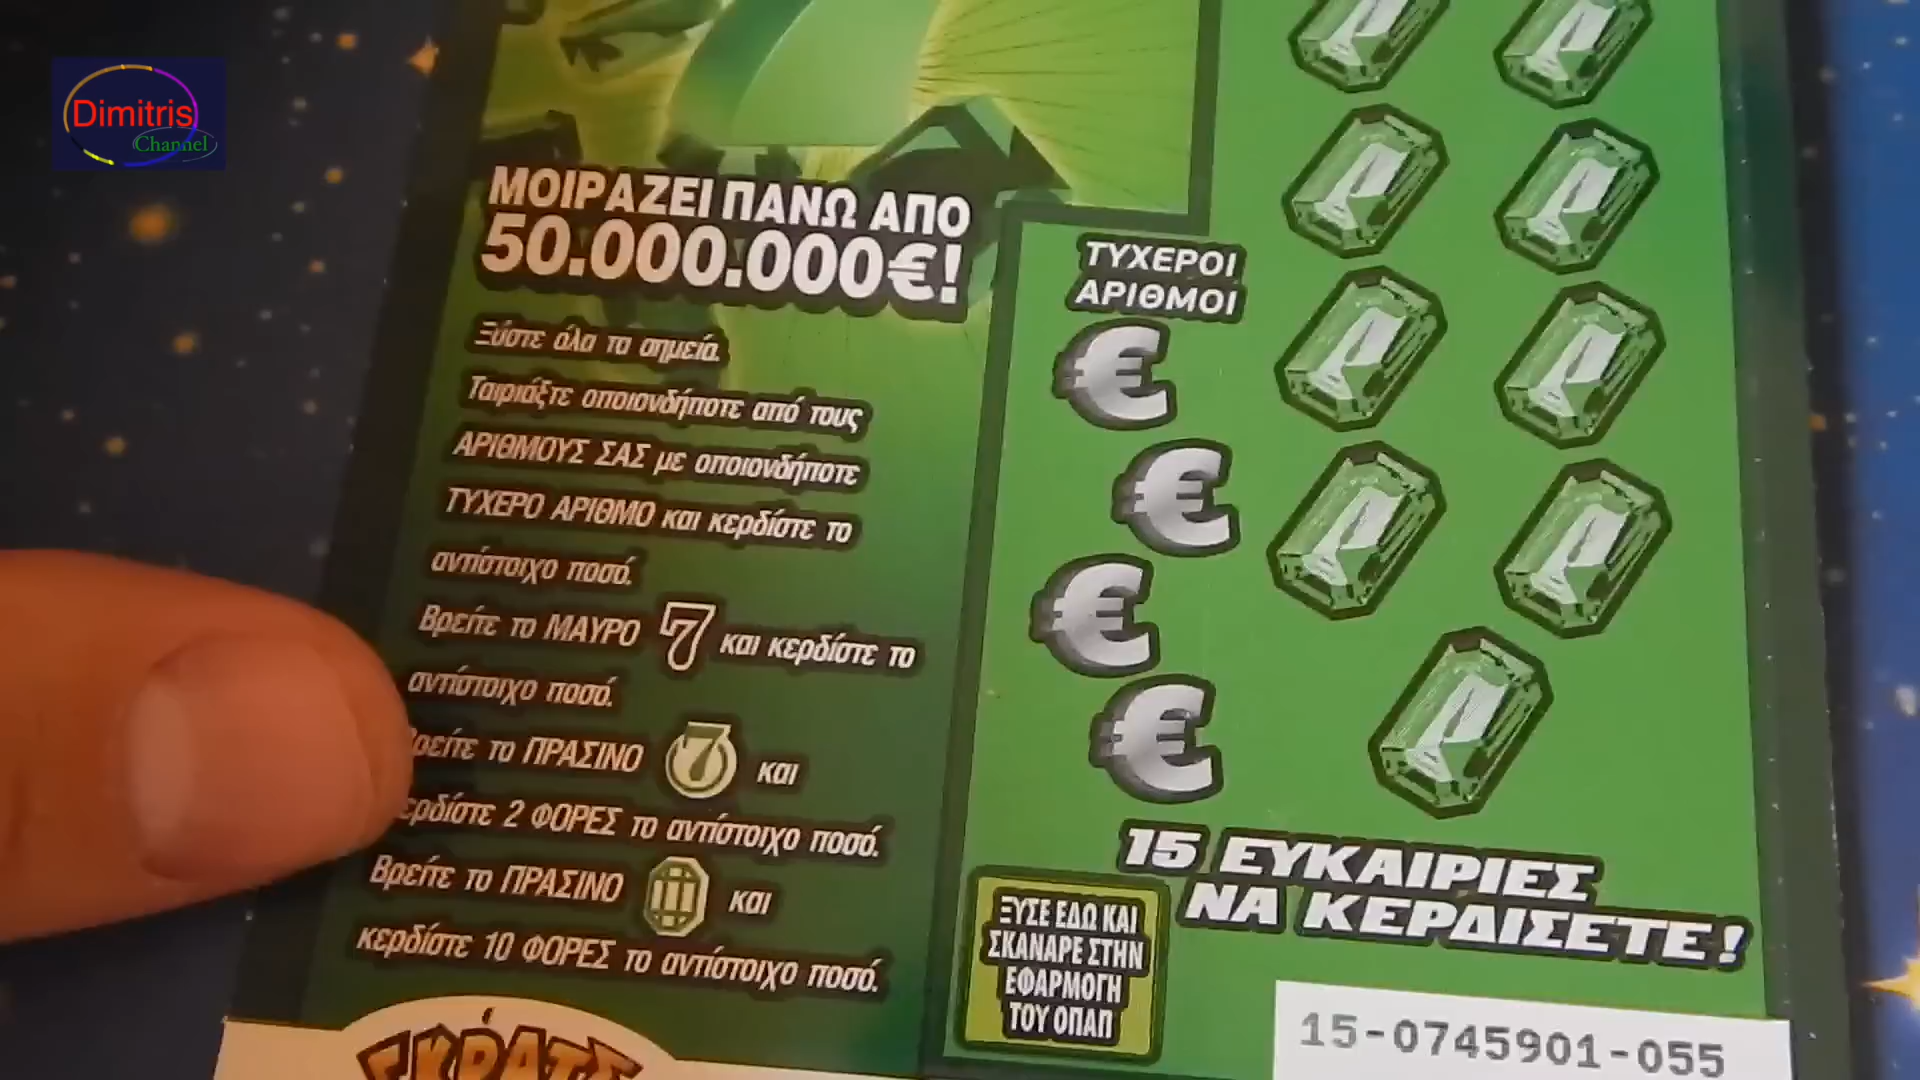 Dimitris
Channel
ΜΟΙΡΑΖΕΙ ΠΑΝΩ ΑΠΟ
50.000.000€!
Ξύστε όλα τα σημεία.
Ταιριάξτε οποιονδήποτε από τους
ΑΡΙΘΜΟΥΣ ΣΑΣ με οποιονδήποτε
ΤΥΧΕΡΟ ΑΡΙΘΜΟ και κερδίστε το
αντίστοιχο ποσό.
Βρείτε το ΜΑΥΡΟ 7 και κερδίστε το
αντίστοιχο ποσό.
ρείτε το ΠΡΑΣΙΝΟ 7 και
ερδίστε 2 ΦΟΡΕΣ το αντίστοιχο ποσό.
Βρείτε το ΠΡΑΣΙΝΟ και
κερδίστε 10 ΦΟΡΕΣ το αντίστοιχο ποσό.
ΣΚΡΑΤΣ
ΤΥΧΕΡΟΙ
ΑΡΙΘΜΟΙ
€
€
€
€
15 ΕΥΚΑΙΡΙΕΣ
ΝΑ ΚΕΡΔΙΣΕΤΕ!
ΞΥΣΕ ΕΔΩ ΚΑΙ
ΣΚΑΝΑΡΕ ΣΤΗΝ
ΕΦΑΡΜΟΓΗ
ΤΟΥ ΟΠΑΠ
15-0745901-055